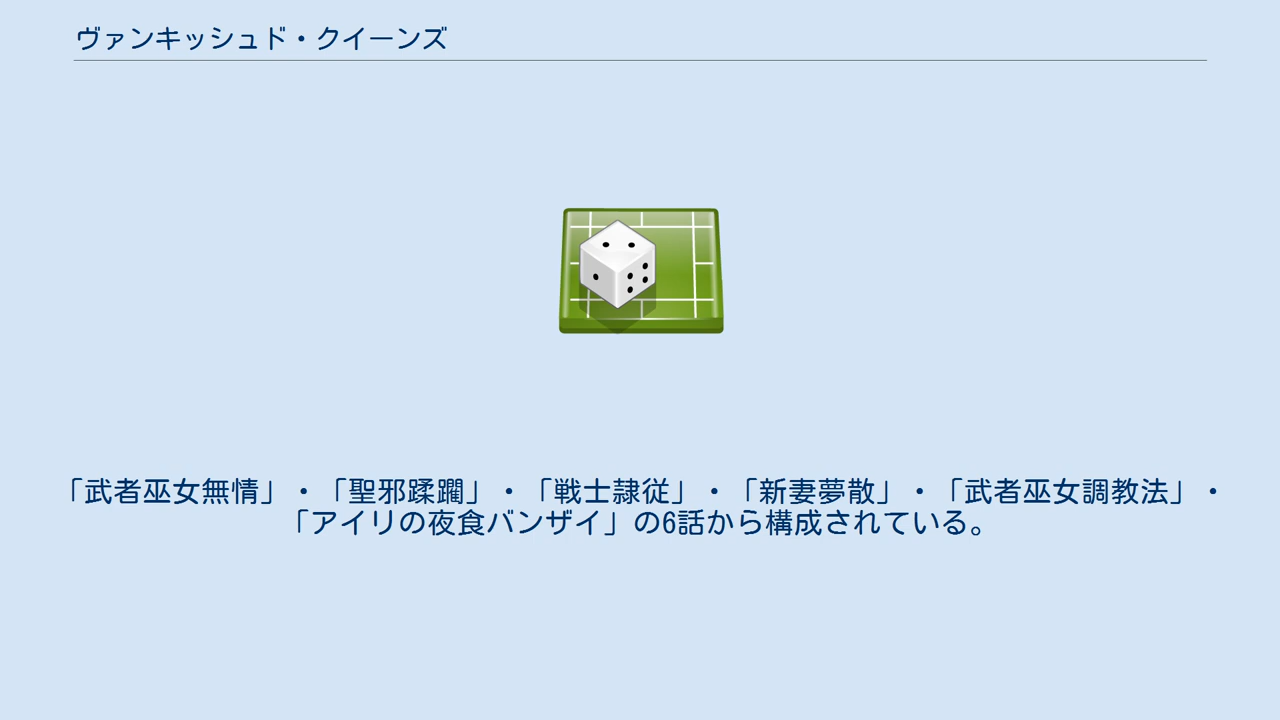 ヴァンキッシュド・クイーンズ
「武者巫女無情」・「聖邪蹂躙」・「戦士隷従」・「新妻夢散」・「武者巫女調教法」・
「アイリの夜食バンザイ」の6話から構成されている。